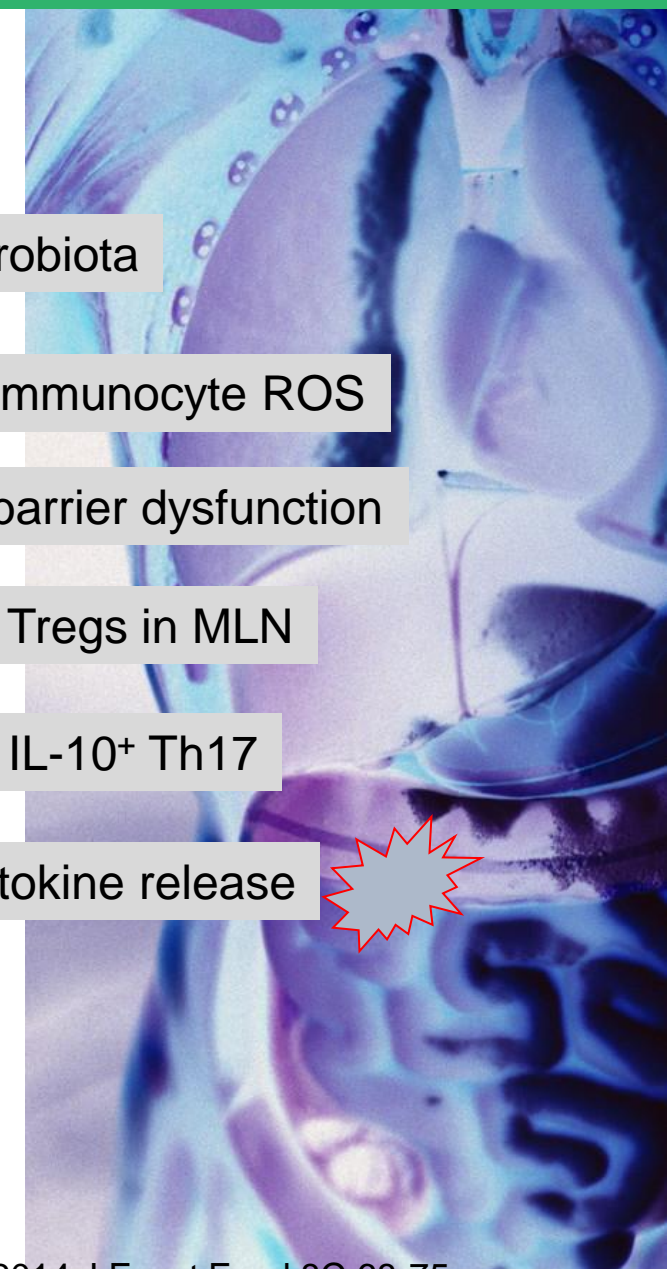 robiota
mmunocyte ROS
barrier dysfunction
Tregs in MLN
IL-10⁺ Th17
tokine release